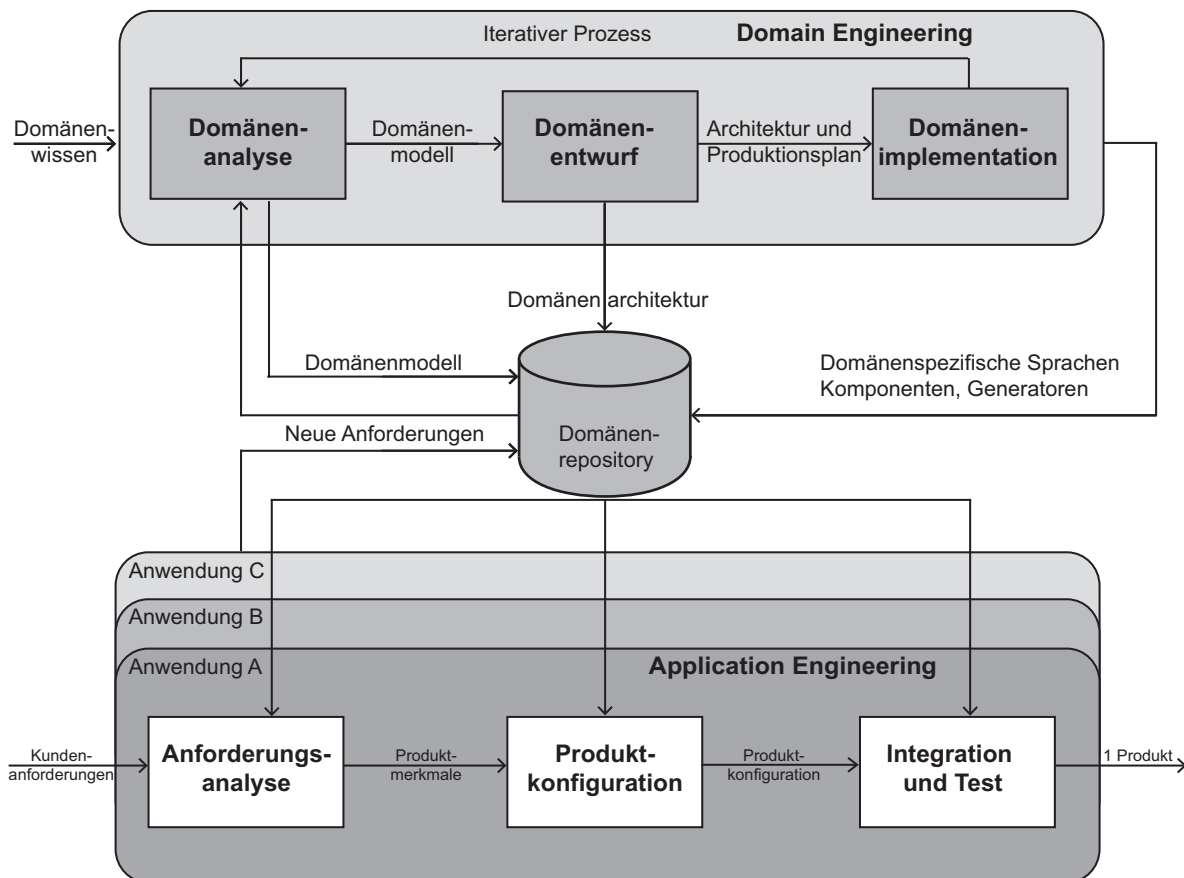 Iterativer Prozess
Domain Engineering
Domänen-
wissen
Domänen-
analyse
Domänen-
modell
Domänen-
entwurf
Architektur und
Produktionsplan
Domänen-
implementation
Domänen architektur
Domänenmodell
Domänenspezifische Sprachen
Komponenten, Generatoren
Neue Anforderungen
Domänen-
repository
Anwendung C
Anwendung B
Anwendung A
Application Engineering
Kunden-
anforderungen
Anforderungs-
analyse
Produkt-
merkmale
Produkt-
konfiguration
Produkt-
konfiguration
Integration
und Test
1 Produkt